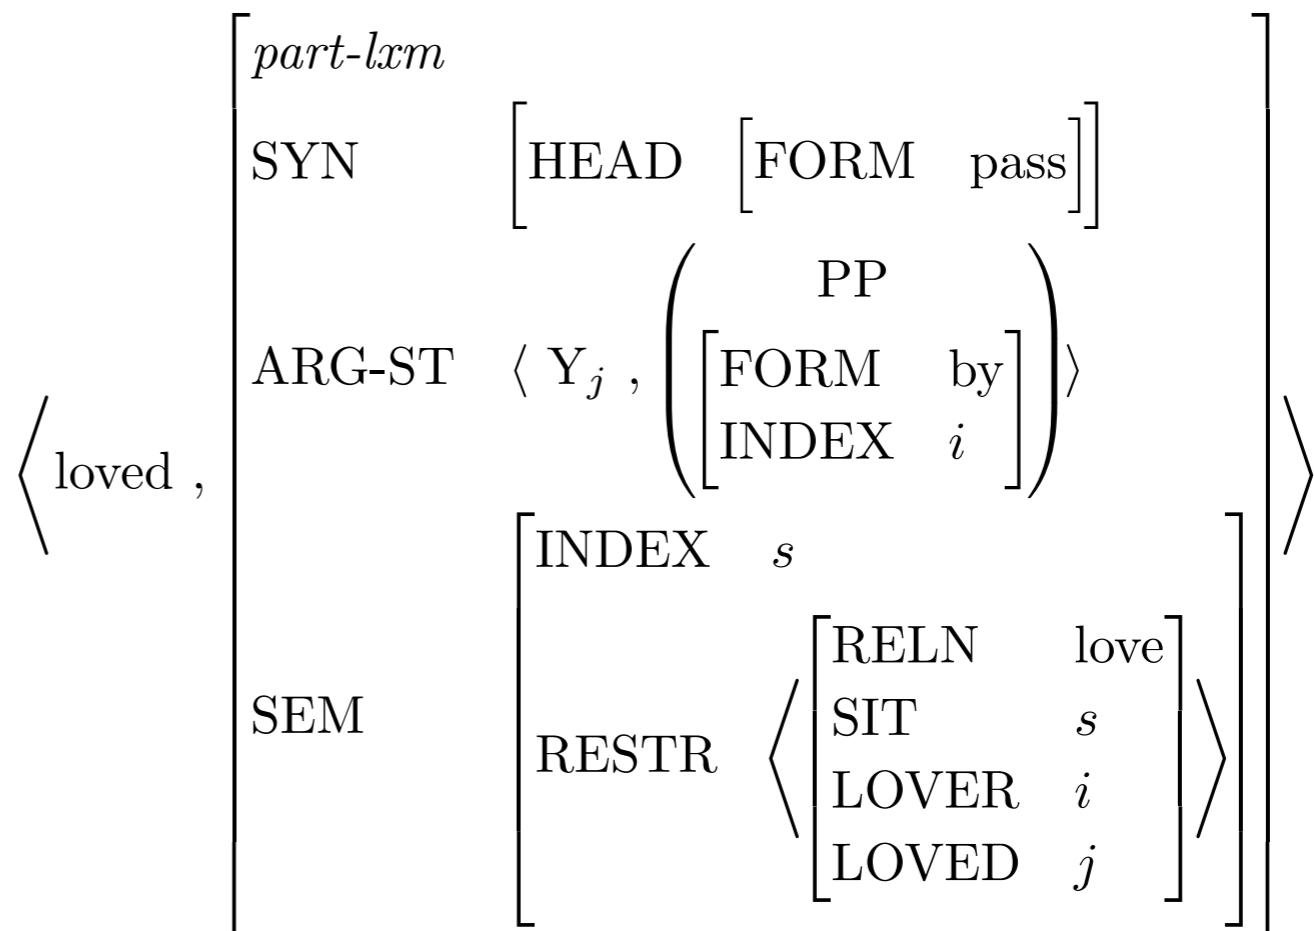 part-lxm
SYN [HEAD [FORM pass]]
PP
ARG-ST ⟨ Y_j , ( [FORM by] ) ⟩
[INDEX i]
⟨ loved ,
INDEX s
RELN love
SEM SIT s
RESTR ⟨ LOVER i ⟩
LOVED j